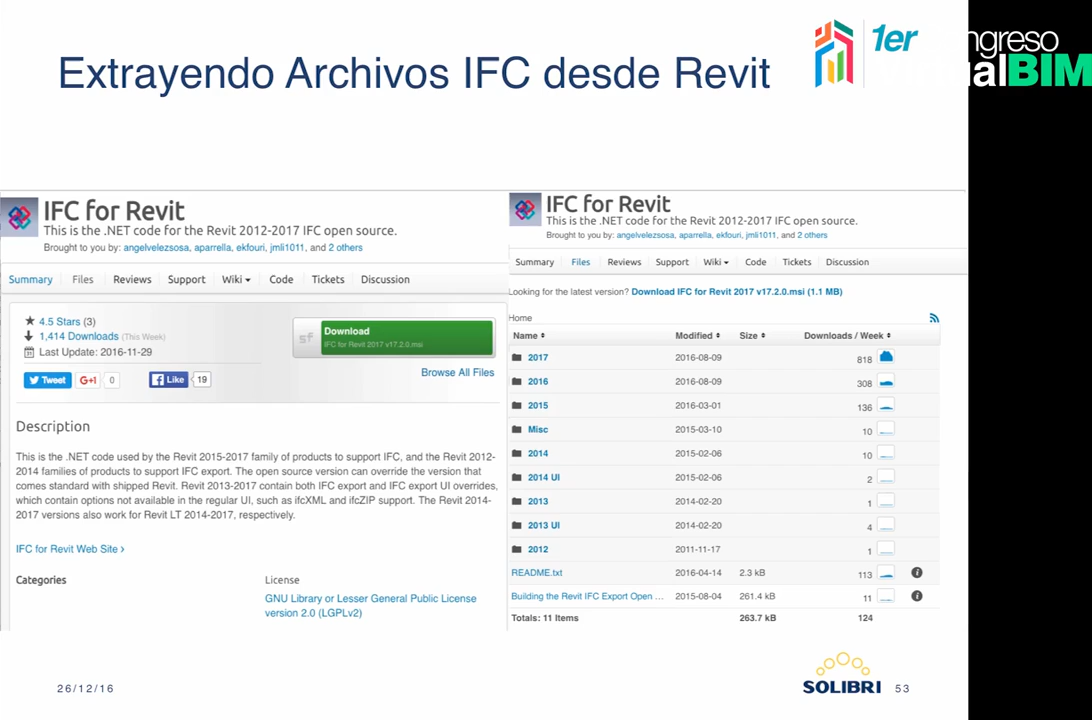 Extrayendo Archivos IFC desde Revit
1er
ngreso
ualBIM
IFC for Revit
This is the .NET code for the Revit 2012-2017 IFC open source.
Brought to you by: angelvelezsosa, aparrella, ekfouri, jmli1011, and 2 others
Summary Files Reviews Support Wiki Code Tickets Discussion
4.5 Stars (3)
1,414 Downloads (This Week)
Last Update: 2016-11-29
sf
Download
IFC for Revit 2017 v17.2.0.msi
Tweet G+1 0 Like 19
Browse All Files
Description
This is the .NET code used by the Revit 2015-2017 family of products to support IFC, and the Revit 2012-
2014 families of products to support IFC export. The open source version can override the version that
comes standard with shipped Revit. Revit 2013-2017 contain both IFC export and IFC export UI overrides,
which contain options not available in the regular UI, such as ifcXML and ifcZIP support. The Revit 2014-
2017 versions also work for Revit LT 2014-2017, respectively.
IFC for Revit Web Site ›
Categories
License
GNU Library or Lesser General Public License
version 2.0 (LGPLv2)
IFC for Revit
This is the .NET code for the Revit 2012-2017 IFC open source.
Brought to you by: angelvelezsosa, aparrella, ekfouri, jmli1011, and 2 others
Summary Files Reviews Support Wiki Code Tickets Discussion
Looking for the latest version? Download IFC for Revit 2017 v17.2.0.msi (1.1 MB)
Home
Name Modified Size Downloads / Week
2017 2016-08-09 818
2016 2016-08-09 308
2015 2016-03-01 136
Misc 2015-03-10 10
2014 2015-02-06 10
2014 UI 2015-02-06 2
2013 2014-02-20 1
2013 UI 2014-02-20 4
2012 2011-11-17 1
README.txt 2016-04-14 2.3 kB 113
Building the Revit IFC Export Open ... 2015-08-04 261.4 kB 11
Totals: 11 Items 263.7 kB 124
26/12/16
SOLIBRI
53